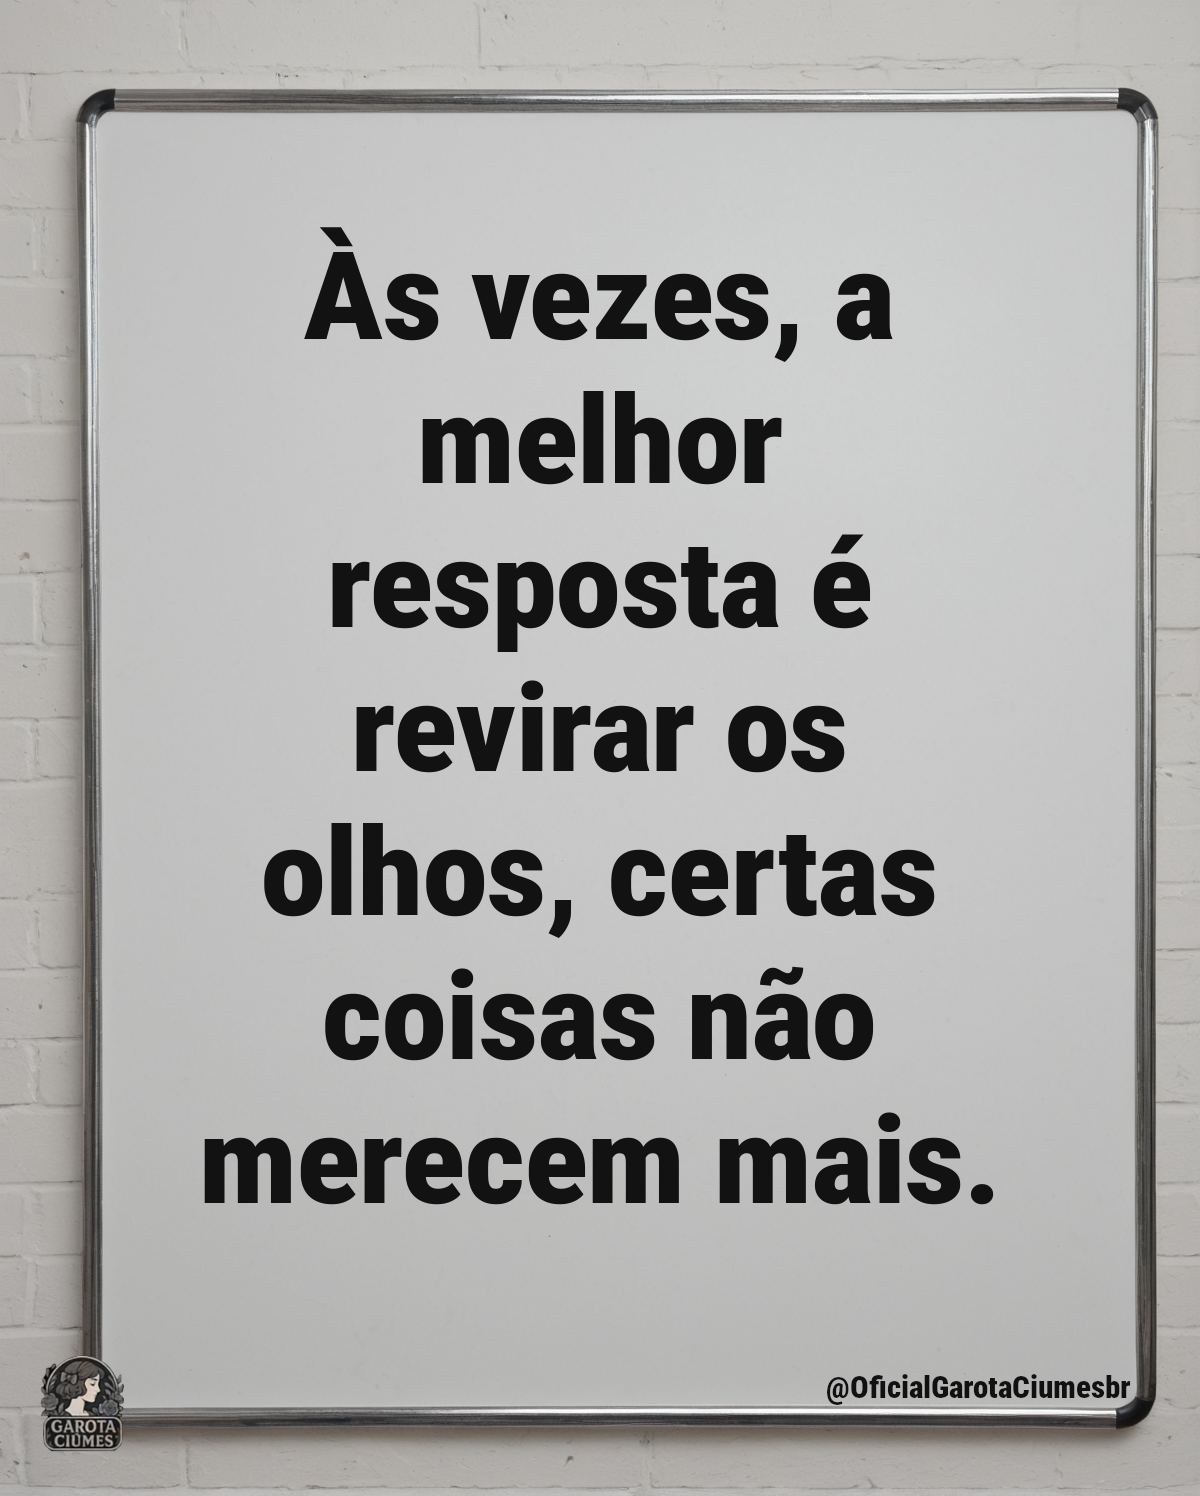 Às vezes, a
melhor
resposta é
revirar os
olhos, certas
coisas não
merecem mais.
@OficialGarotaCiumesbr
GAROTA
CIÚMES